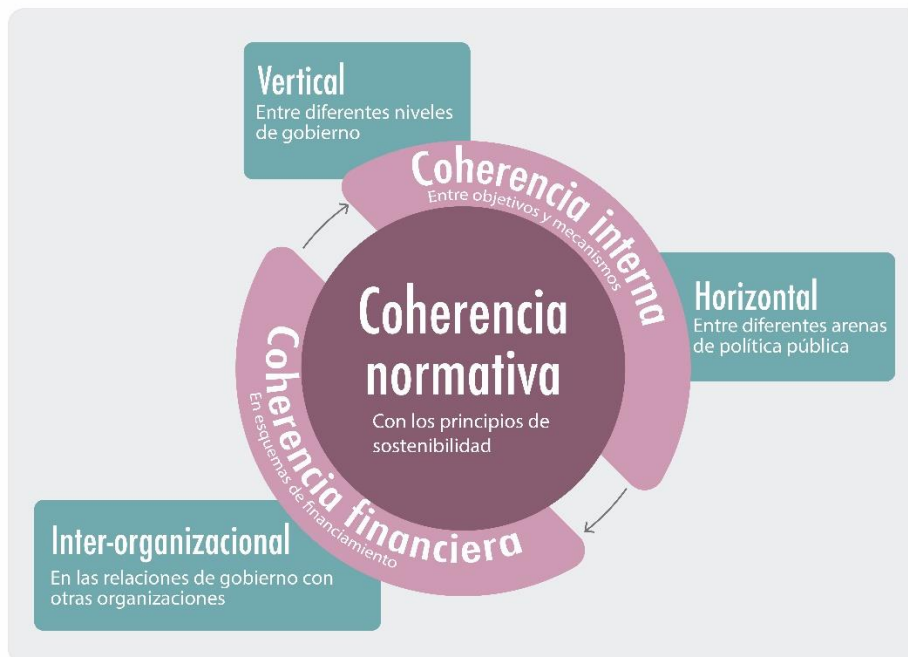 Vertical
Entre diferentes niveles
de gobierno
Coherencia interna
Entre objetivos y mecanismos
Horizontal
Entre diferentes arenas
de política pública
Coherencia
normativa
Con los principios de
sostenibilidad
Coherencia financiera
En esquemas de financiamiento
Inter-organizacional
En las relaciones de gobierno con
otras organizaciones